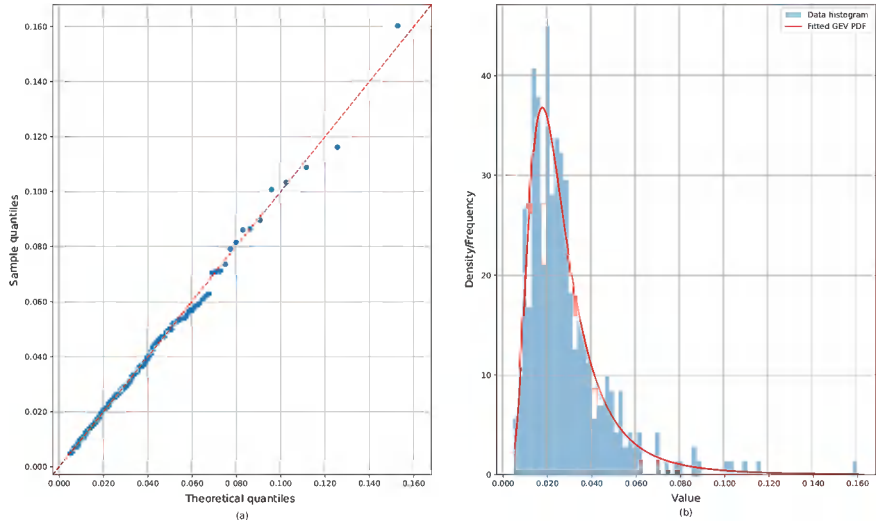 0.160
0.140
0.120
0.100
0.080
0.060
0.040
0.020
0.000
Sample quantiles
0.000 0.020 0.040 0.060 0.080 0.100 0.120 0.140 0.160
Theoretical quantiles
(a)
Data histogram
Fitted GEV PDF
40
30
20
10
0
Density/Frequency
0.000 0.020 0.040 0.060 0.080 0.100 0.120 0.140 0.160
Value
(b)